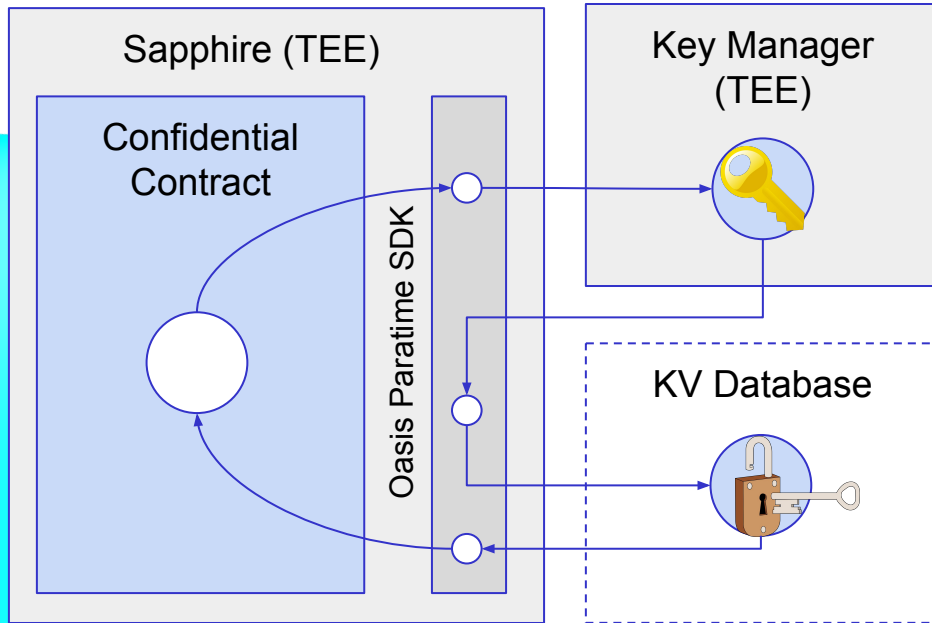 Sapphire (TEE)
Confidential
Contract
Oasis Paratime SDK
Key Manager
(TEE)
KV Database